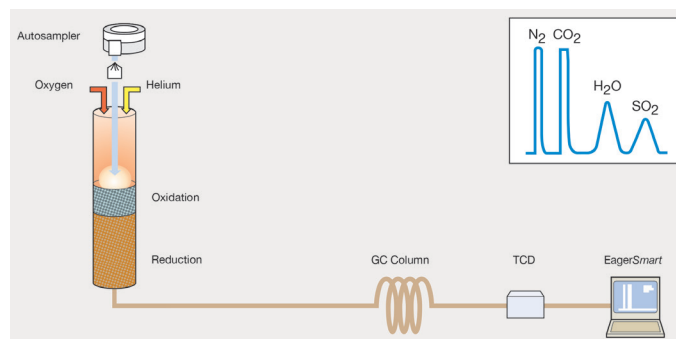 Autosampler
Oxygen
Helium
Oxidation
Reduction
GC Column
TCD
EagerSmart
N2 CO2
H2O
SO2